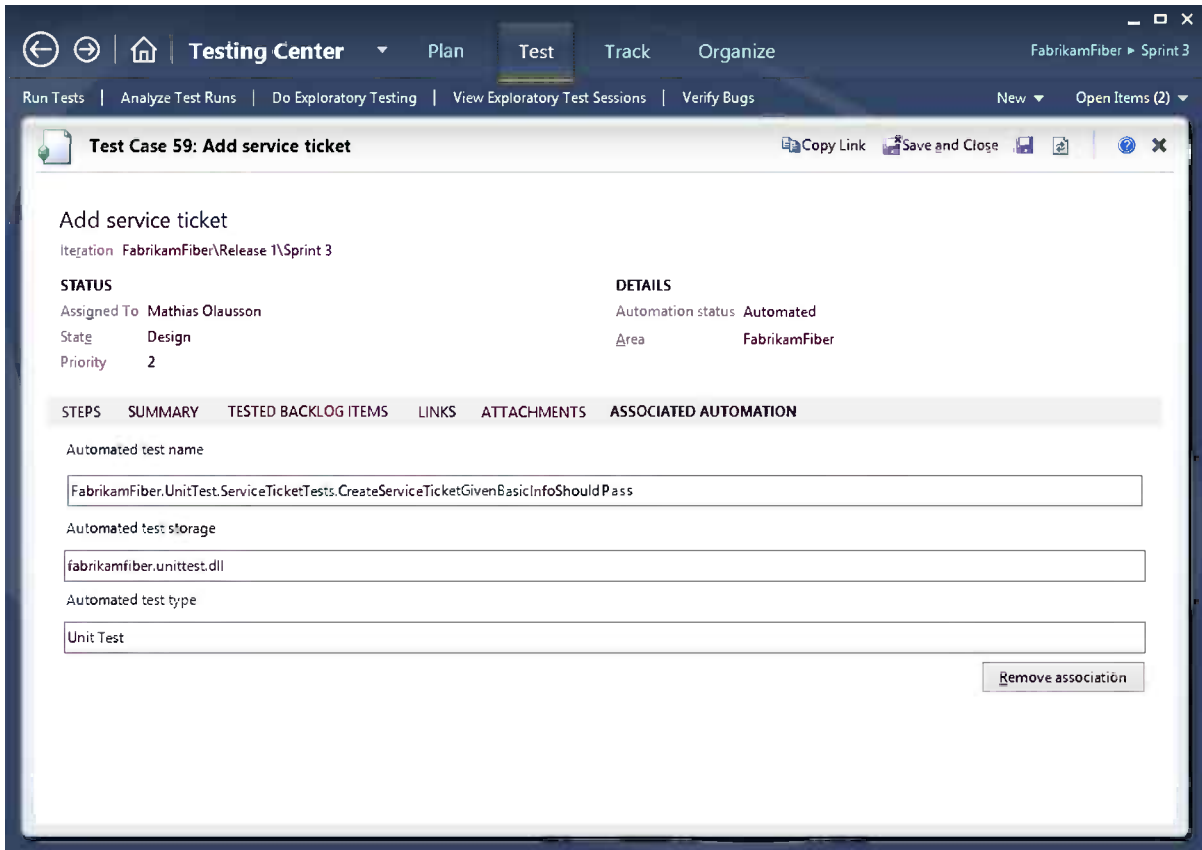 Testing Center Plan Test Track Organize FabrikamFiber ▸ Sprint 3
Run Tests | Analyze Test Runs | Do Exploratory Testing | View Exploratory Test Sessions | Verify Bugs New Open Items (2)
Test Case 59: Add service ticket Copy Link Save and Close
Add service ticket
Iteration FabrikamFiber\Release 1\Sprint 3
STATUS DETAILS
Assigned To Mathias Olausson Automation status Automated
State Design Area FabrikamFiber
Priority 2
STEPS SUMMARY TESTED BACKLOG ITEMS LINKS ATTACHMENTS ASSOCIATED AUTOMATION
Automated test name
FabrikamFiber.UnitTest.ServiceTicketTests.CreateServiceTicketGivenBasicInfoShouldPass
Automated test storage
fabrikamfiber.unittest.dll
Automated test type
Unit Test
Remove association